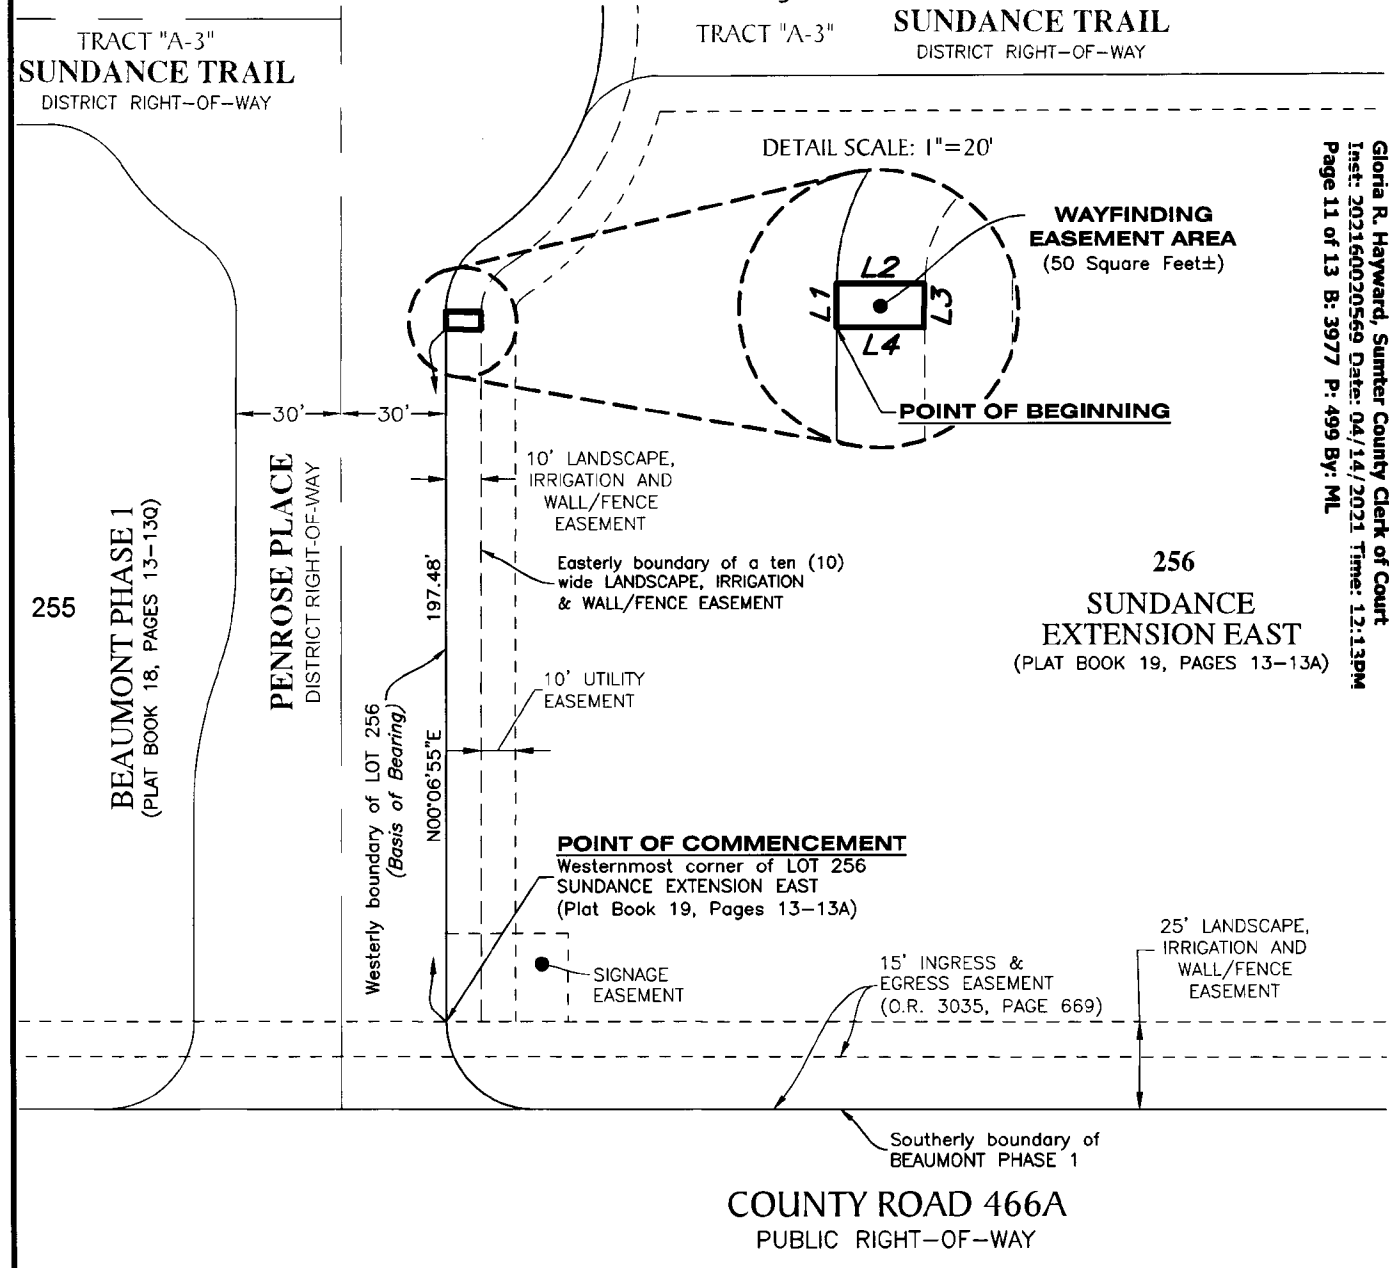 TRACT "A-3"
SUNDANCE TRAIL
DISTRICT RIGHT-OF-WAY
TRACT "A-3"
SUNDANCE TRAIL
DISTRICT RIGHT-OF-WAY
DETAIL SCALE: 1"=20'
WAYFINDING
EASEMENT AREA
(50 Square Feet±)
L1
L2
L3
L4
POINT OF BEGINNING
Gloria R. Hayward, Sumter County Clerk of Court
Inst: 202160020569 Date: 04/14/2021 Time: 12:13PM
Page 11 of 13 B: 3977 P: 499 By: ML
30'
30'
10' LANDSCAPE,
IRRIGATION AND
WALL/FENCE
EASEMENT
Easterly boundary of a ten (10)
wide LANDSCAPE, IRRIGATION
& WALL/FENCE EASEMENT
255
BEAUMONT PHASE 1
(PLAT BOOK 18, PAGES 13-13Q)
PENROSE PLACE
DISTRICT RIGHT-OF-WAY
Westerly boundary of LOT 256
(Basis of Bearing)
N00°06'55"E
197.48'
10' UTILITY
EASEMENT
256
SUNDANCE
EXTENSION EAST
(PLAT BOOK 19, PAGES 13-13A)
POINT OF COMMENCEMENT
Westernmost corner of LOT 256
SUNDANCE EXTENSION EAST
(Plat Book 19, Pages 13-13A)
SIGNAGE
EASEMENT
15' INGRESS &
EGRESS EASEMENT
(O.R. 3035, PAGE 669)
25' LANDSCAPE,
IRRIGATION AND
WALL/FENCE
EASEMENT
Southerly boundary of
BEAUMONT PHASE 1
COUNTY ROAD 466A
PUBLIC RIGHT-OF-WAY